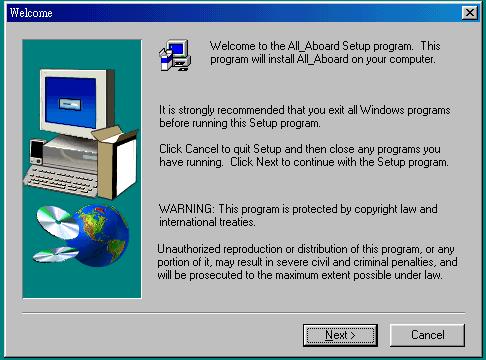 Welcome
Welcome to the All_Aboard Setup program.  This
program will install All_Aboard on your computer.
It is strongly recommended that you exit all Windows programs
before running this Setup program.
Click Cancel to quit Setup and then close any programs you
have running.  Click Next to continue with the Setup program.
WARNING: This program is protected by copyright law and
international treaties.
Unauthorized reproduction or distribution of this program, or any
portion of it, may result in severe civil and criminal penalties, and
will be prosecuted to the maximum extent possible under law.
Next >
Cancel